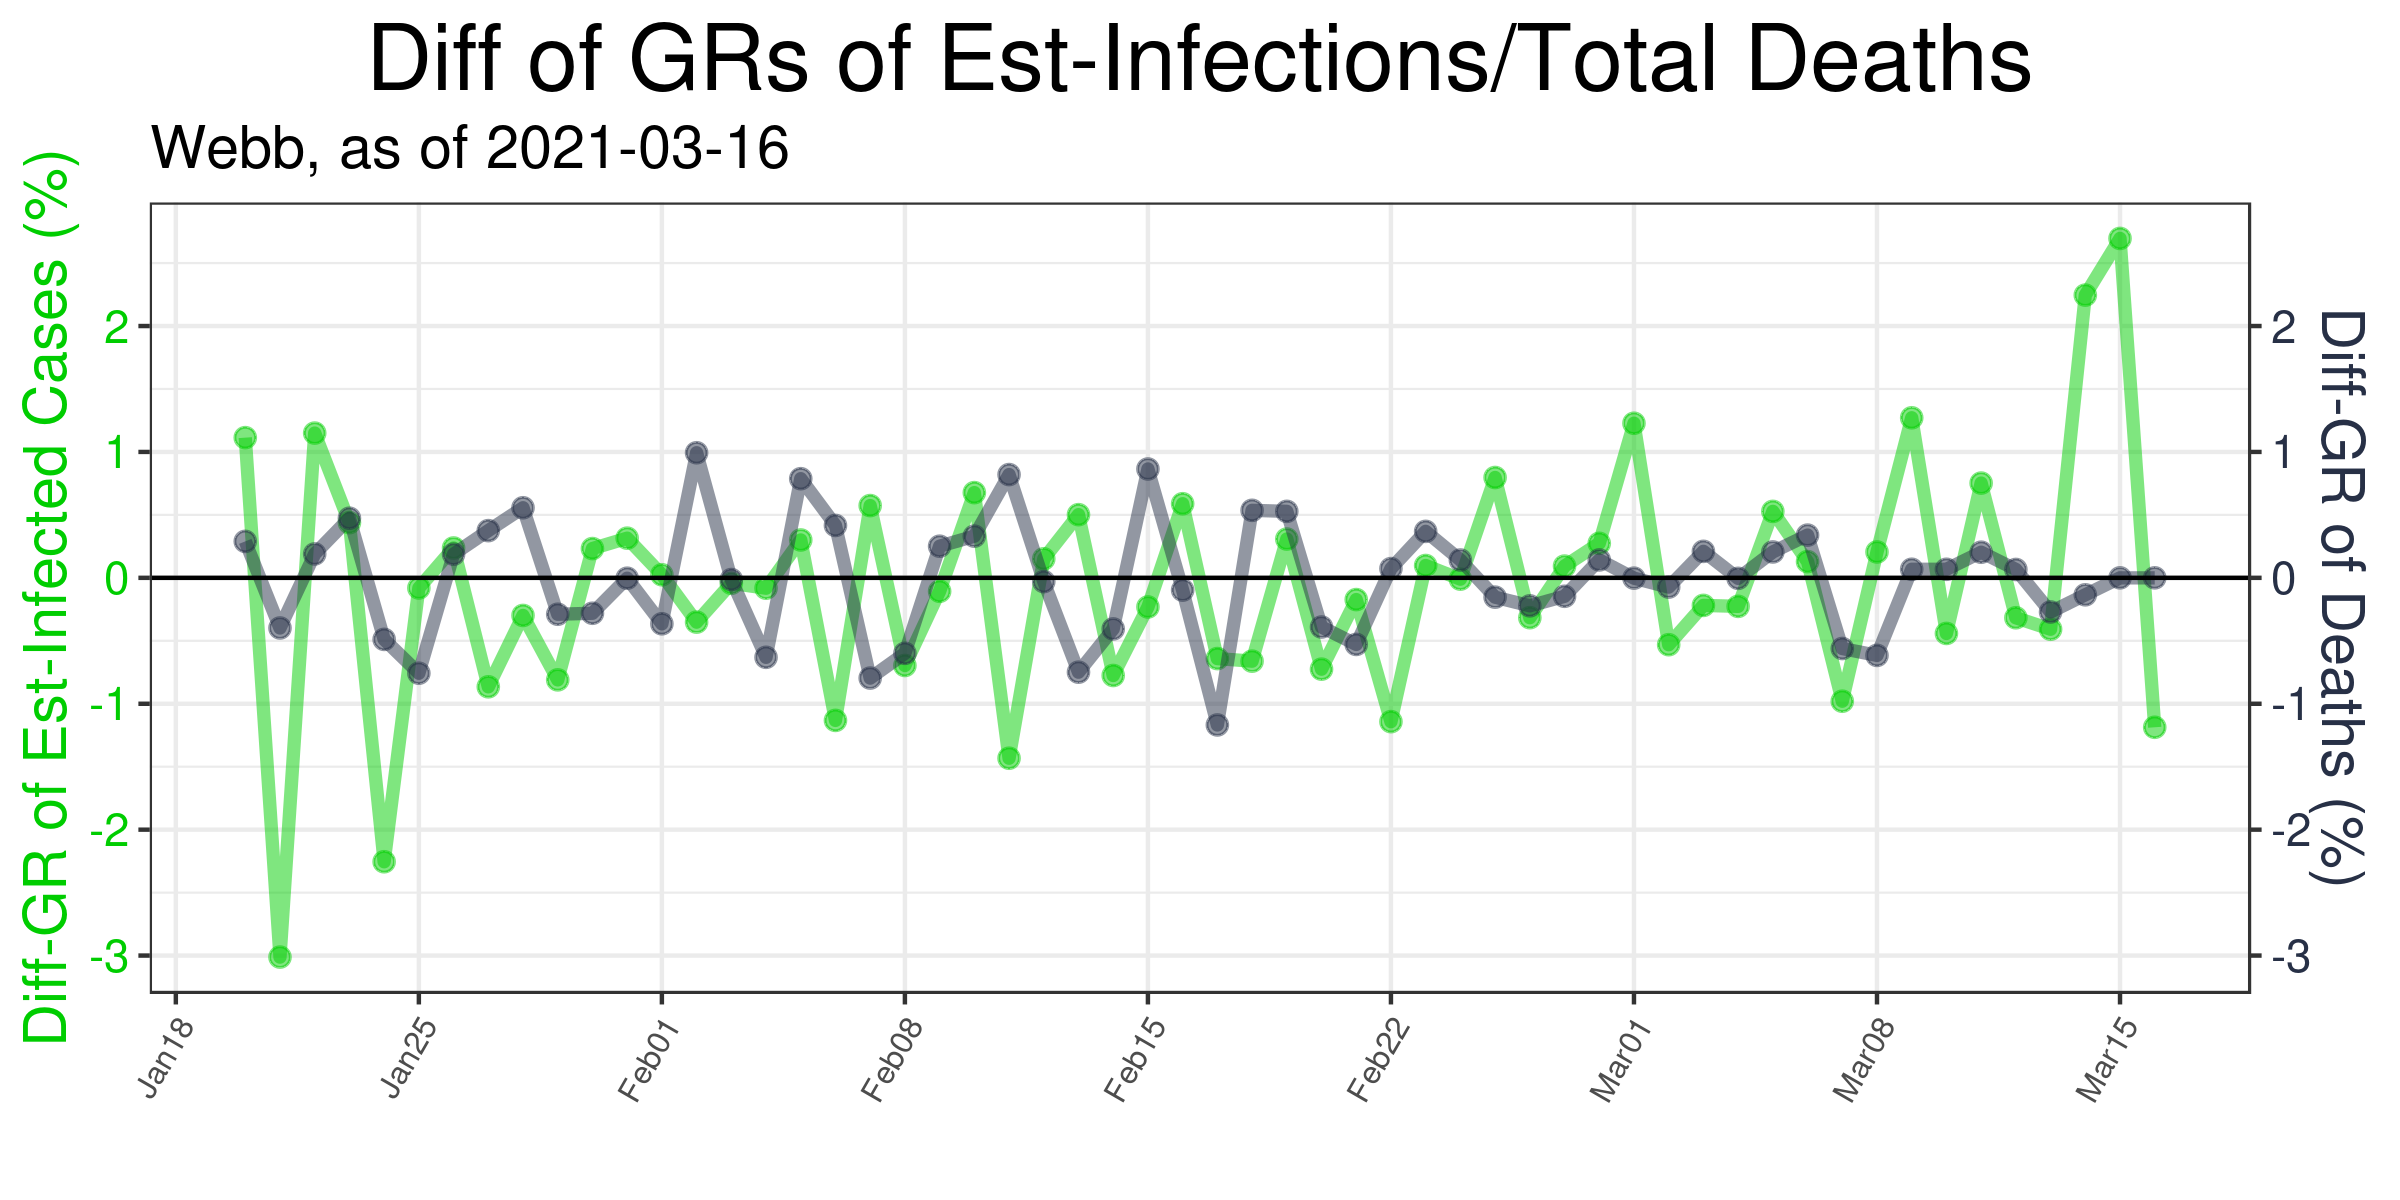 Diff of GRs of Est-Infections/Total Deaths
Webb, as of 2021-03-16
Diff-GR of Est-Infected Cases (%)
2
1
0
-1
-2
-3
2
1
0
-1
-2
-3
Diff-GR of Deaths (%)
Jan18
Jan25
Feb01
Feb08
Feb15
Feb22
Mar01
Mar08
Mar15